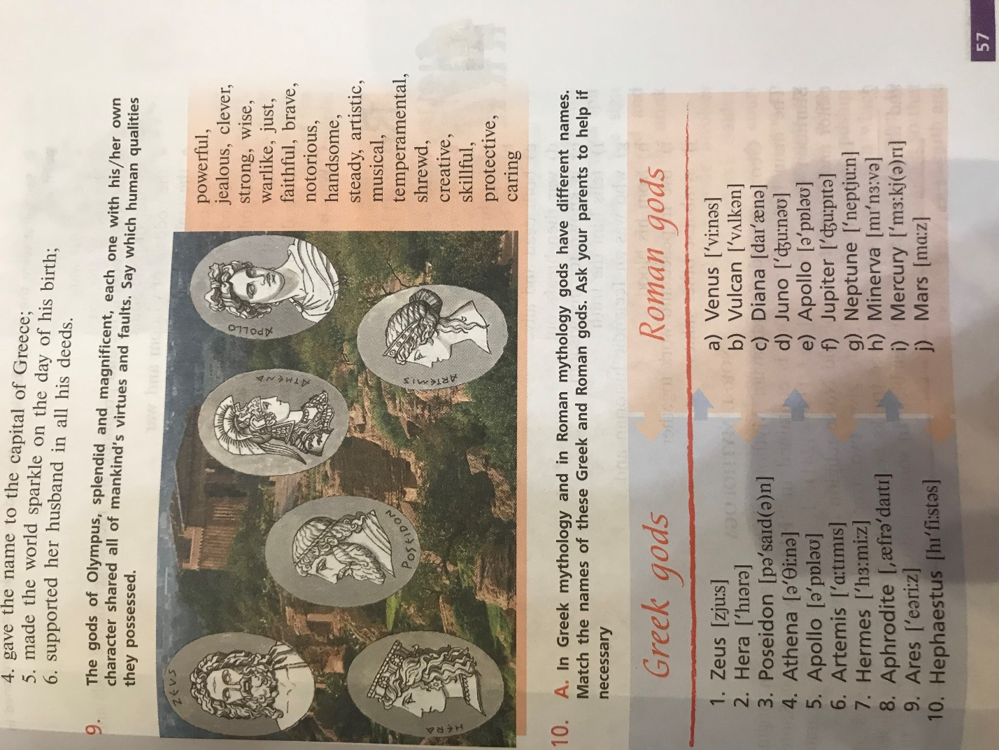 4. gave the name to the capital of Greece;
5. made the world sparkle on the day of his birth;
6. supported her husband in all his deeds.
9. The gods of Olympus, splendid and magnificent, each one with his/her own
character shared all of mankind's virtues and faults. Say which human qualities
they possessed.
ZEUS
HERA
POSEIDON
ATHENA
ARTEMIS
APOLLO
powerful,
jealous, clever,
strong, wise,
warlike, just,
faithful, brave,
notorious,
handsome,
steady, artistic,
musical,
temperamental,
shrewd,
creative,
skillful,
protective,
caring
10. A. In Greek mythology and in Roman mythology gods have different names.
Match the names of these Greek and Roman gods. Ask your parents to help if
necessary
Greek gods
1. Zeus [zjuːs]
2. Hera [ˈhɪərə]
3. Poseidon [pəˈsaɪd(ə)n]
4. Athena [əˈθiːnə]
5. Apollo [əˈpɒləʊ]
6. Artemis [ˈɑːtɪmɪs]
7. Hermes [ˈhɜːmiːz]
8. Aphrodite [ˌæfrəˈdaɪtɪ]
9. Ares [ˈeəriːz]
10. Hephaestus [hɪˈfiːstəs]
Roman gods
a) Venus [ˈviːnəs]
b) Vulcan [ˈvʌlkən]
c) Diana [daɪˈænə]
d) Juno [ˈdʒuːnəʊ]
e) Apollo [əˈpɒləʊ]
f) Jupiter [ˈdʒuːpɪtə]
g) Neptune [ˈneptjuːn]
h) Minerva [mɪˈnɜːvə]
i) Mercury [ˈmɜːkj(ə)rɪ]
j) Mars [mɑːz]
57